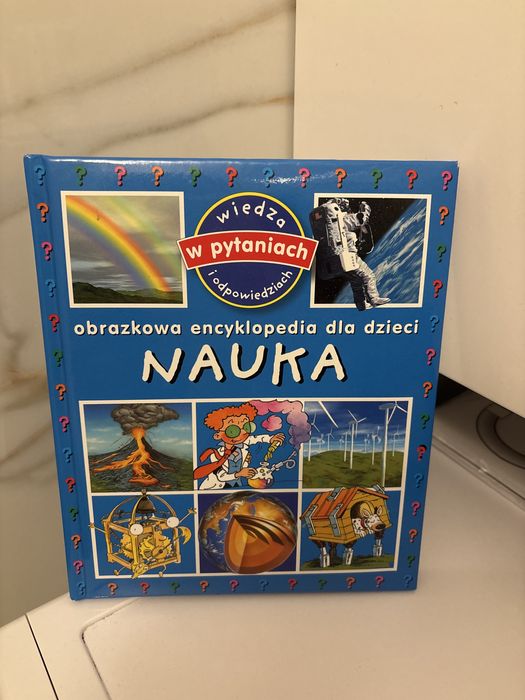 wiedza
w pytaniach
i odpowiedziach
obrazkowa encyklopedia dla dzieci
NAUKA